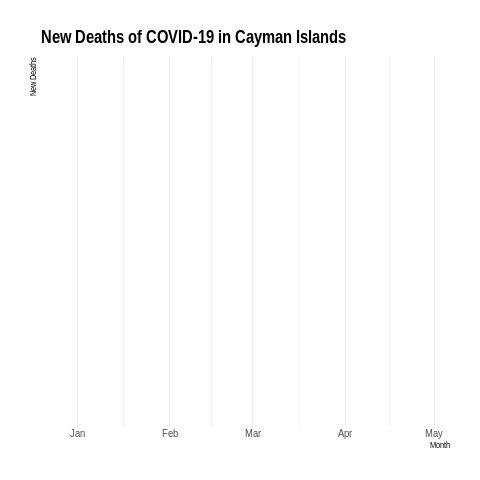 New Deaths of COVID-19 in Cayman Islands
New Deaths
Jan Feb Mar Apr May
Month